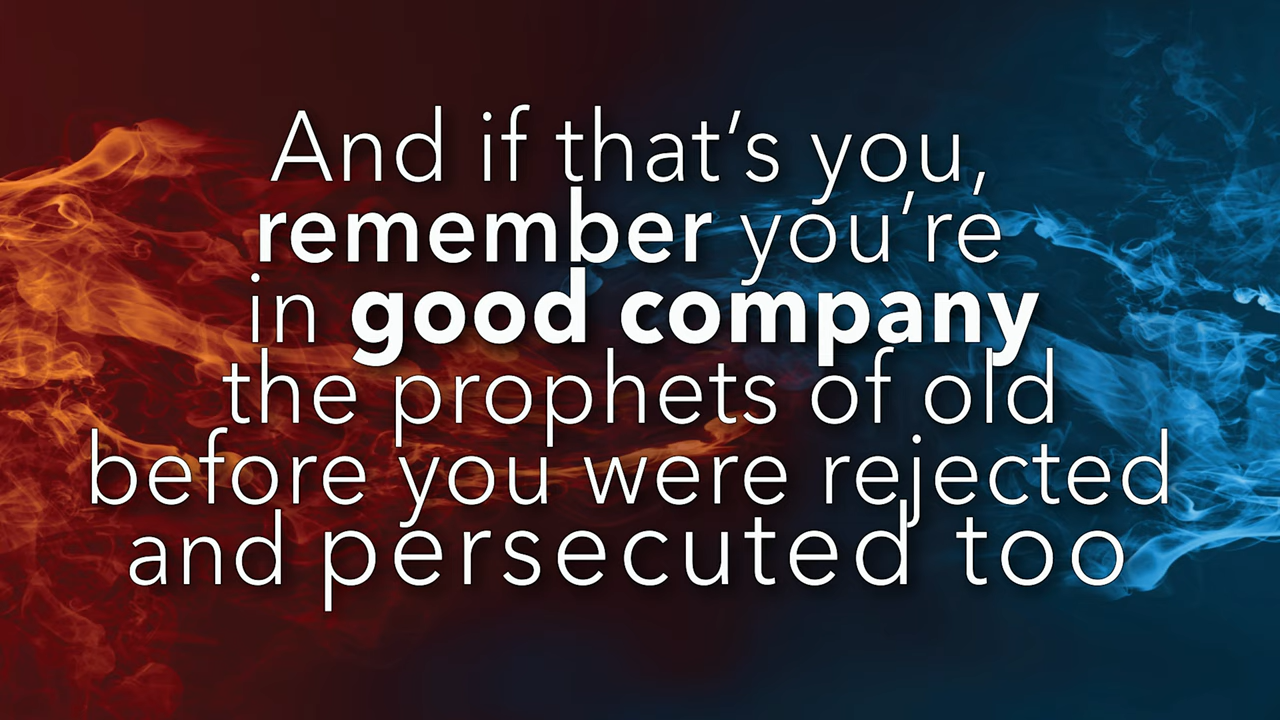 And if that’s you,
remember you’re
in good company
the prophets of old
before you were rejected
and persecuted too